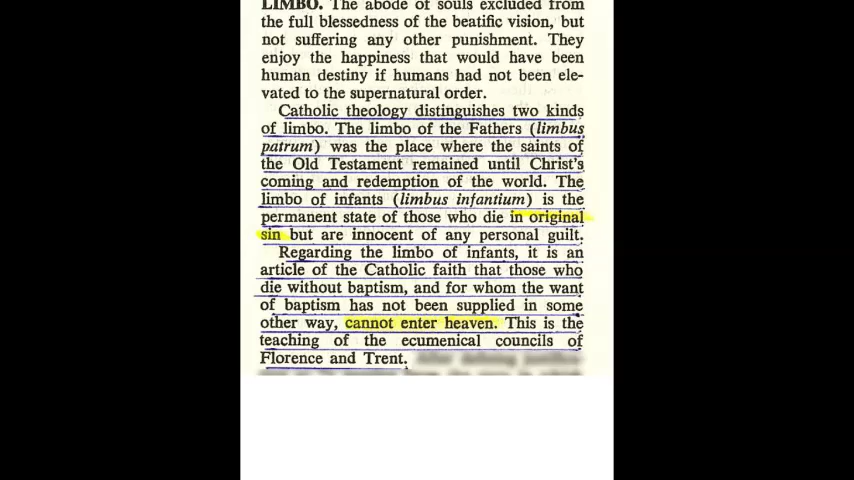 LIMBO. The abode of souls excluded from
the full blessedness of the beatific vision, but
not suffering any other punishment. They
enjoy the happiness that would have been
human destiny if humans had not been ele-
vated to the supernatural order.
Catholic theology distinguishes two kinds
of limbo. The limbo of the Fathers (limbus
patrum) was the place where the saints of
the Old Testament remained until Christ's
coming and redemption of the world. The
limbo of infants (limbus infantium) is the
permanent state of those who die in original
sin but are innocent of any personal guilt.
Regarding the limbo of infants, it is an
article of the Catholic faith that those who
die without baptism, and for whom the want
of baptism has not been supplied in some
other way, cannot enter heaven. This is the
teaching of the ecumenical councils of
Florence and Trent.